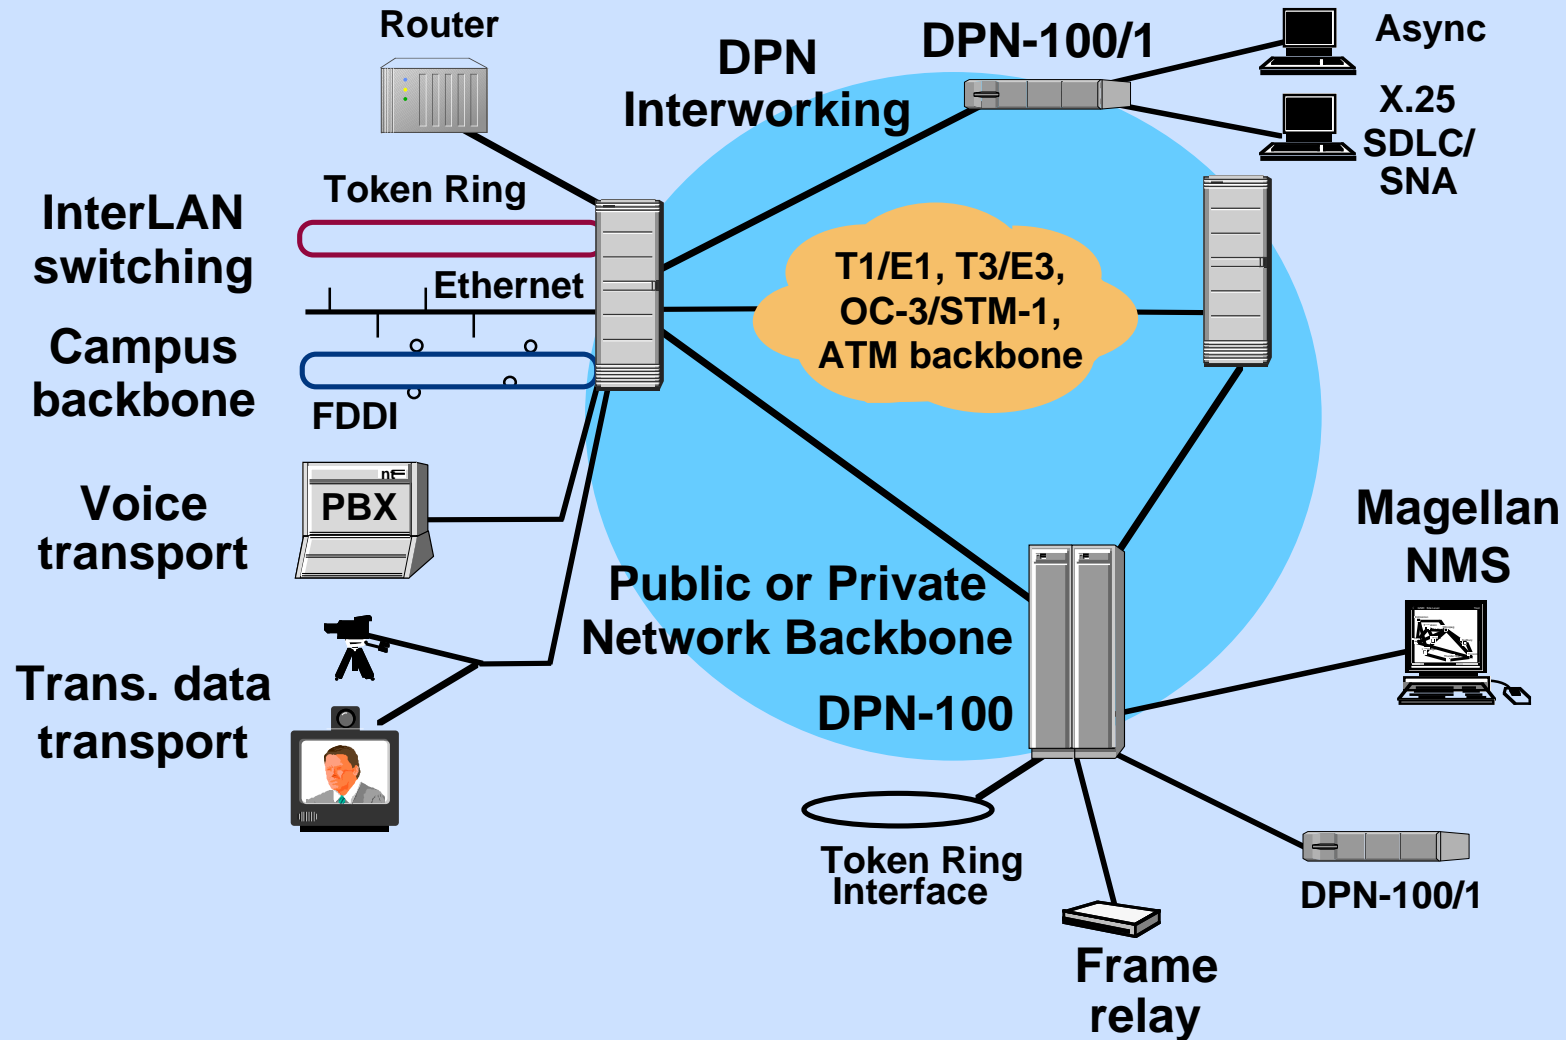 Router
DPN
Interworking
DPN-100/1
Async
X.25
SDLC/
SNA
InterLAN
switching
Token Ring
Ethernet
T1/E1, T3/E3,
OC-3/STM-1,
ATM backbone
Campus
backbone
FDDI
Voice
transport
nt
PBX
Public or Private
Network Backbone
DPN-100
Magellan
NMS
Trans. data
transport
Token Ring
Interface
DPN-100/1
Frame
relay